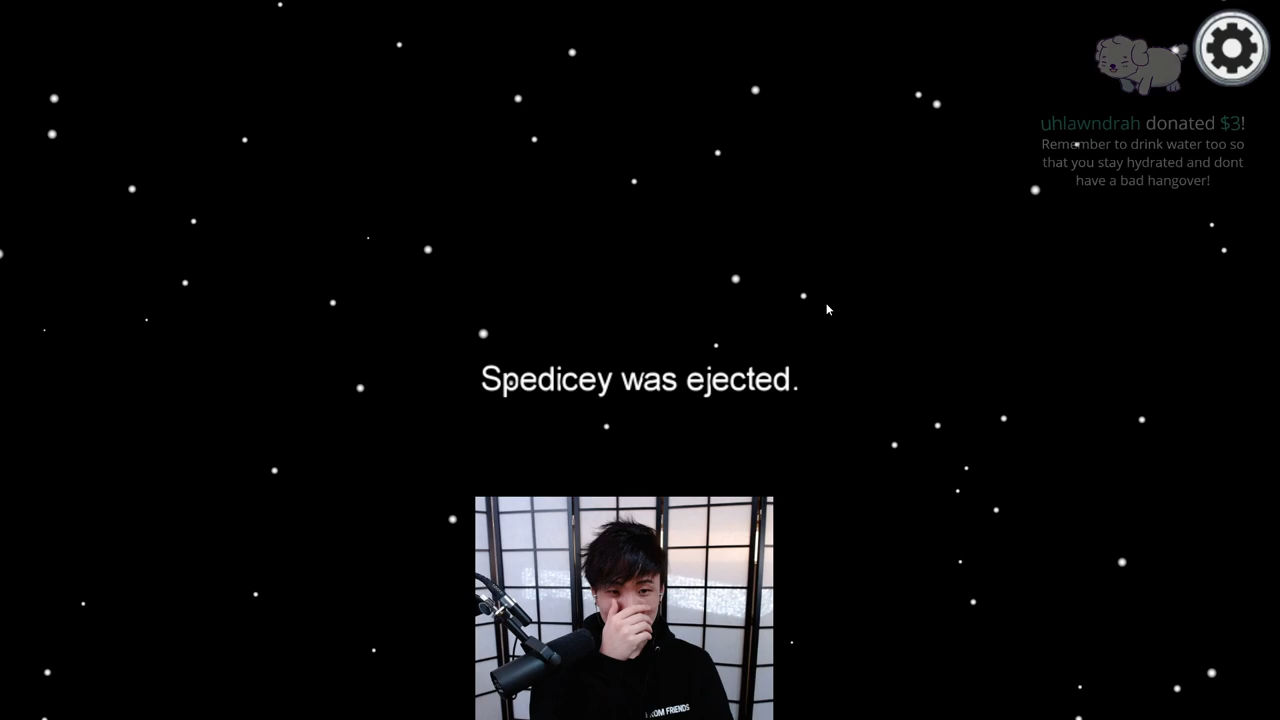 uhlawndrah donated $3!
Remember to drink water too so
that you stay hydrated and dont
have a bad hangover!
Spedicey was ejected.
FROM FRIENDS